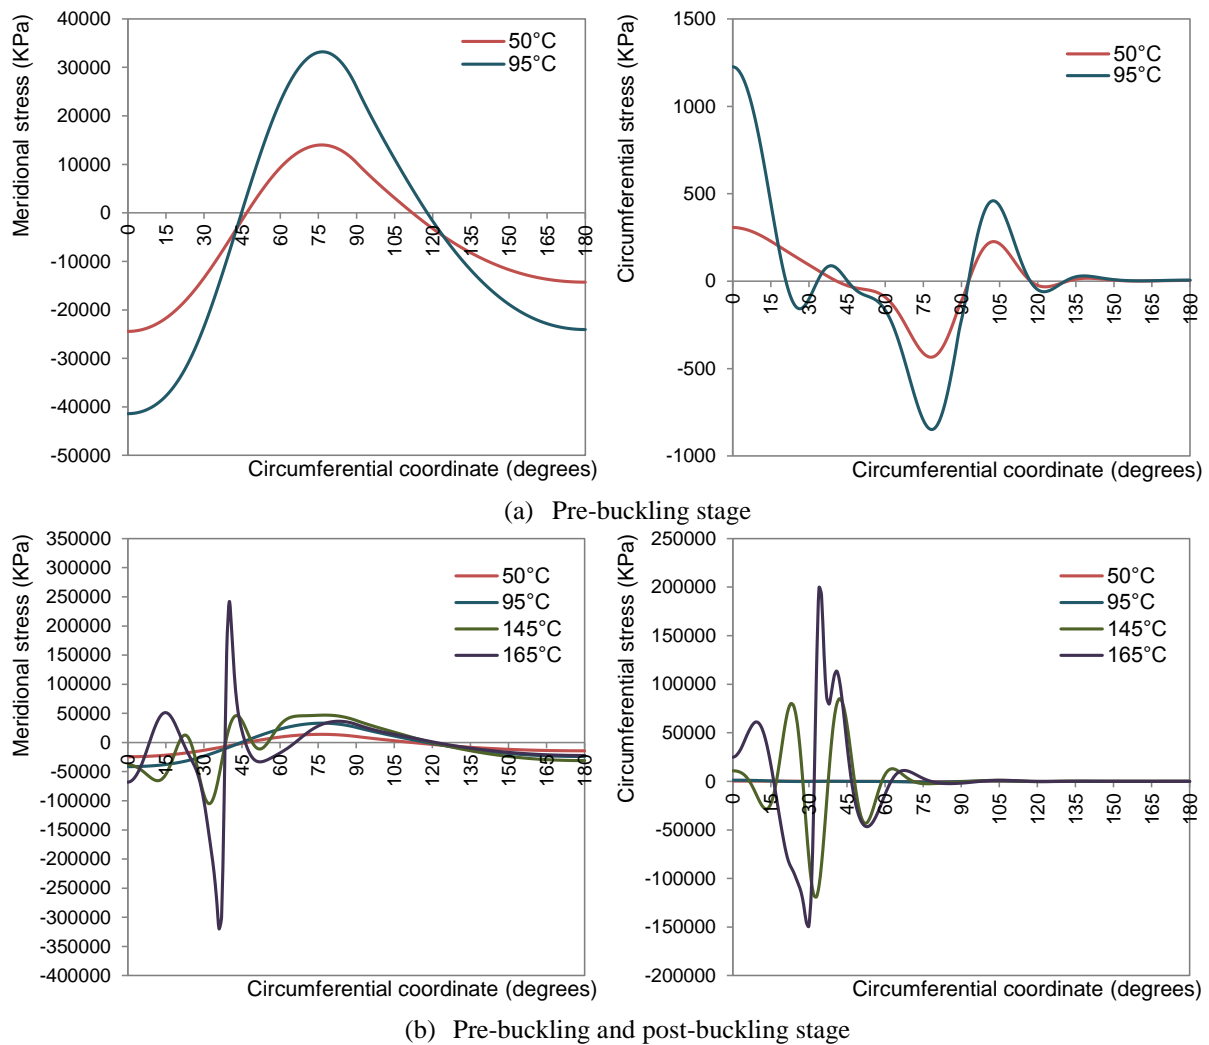 Meridional stress (KPa)
40000
30000
20000
10000
0
-10000
-20000
-30000
-40000
-50000
0 15 30 45 60 75 90 105 120 135 150 165 180
50°C
95°C
Circumferential coordinate (degrees)
Circumferential stress (KPa)
1500
1000
500
0
-500
-1000
0 15 30 45 60 75 90 105 120 135 150 165 180
50°C
95°C
Circumferential coordinate (degrees)
(a) Pre-buckling stage
Meridional stress (KPa)
350000
300000
250000
200000
150000
100000
50000
0
-50000
-100000
-150000
-200000
-250000
-300000
-350000
-400000
0 15 30 45 60 75 90 105 120 135 150 165 180
50°C
95°C
145°C
165°C
Circumferential coordinate (degrees)
Circumferential stress (KPa)
250000
200000
150000
100000
50000
0
-50000
-100000
-150000
-200000
0 15 30 45 60 75 90 105 120 135 150 165 180
50°C
95°C
145°C
165°C
Circumferential coordinate (degrees)
(b) Pre-buckling and post-buckling stage